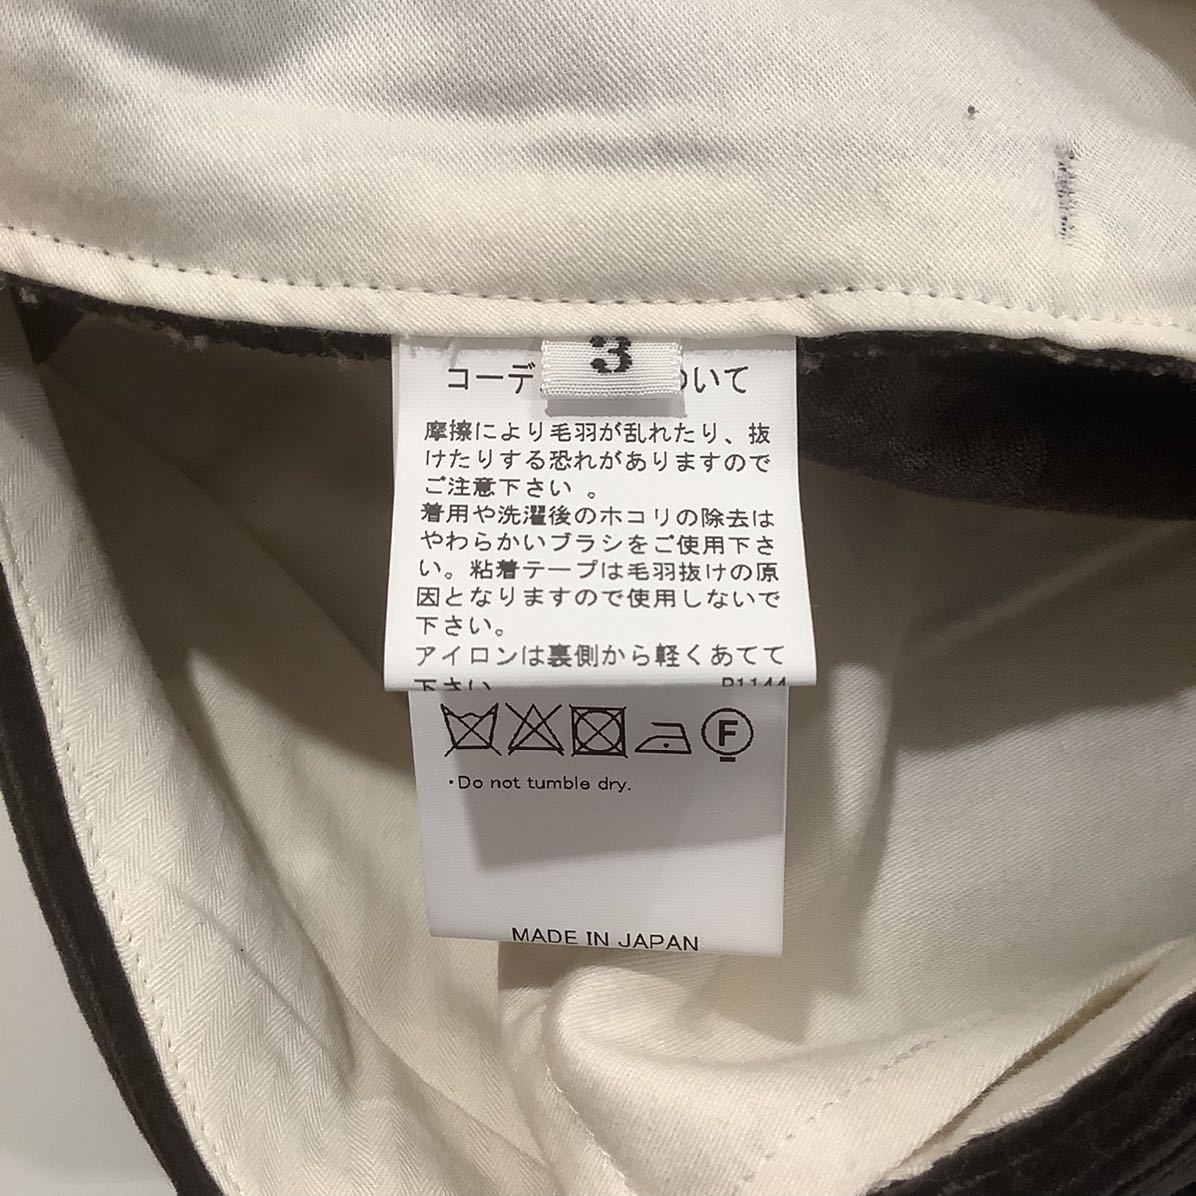 3
コーデ ついて
摩擦により毛羽が乱れたり、抜
けたりする恐れがありますので
ご注意下さい 。
着用や洗濯後のホコリの除去は
やわらかいブラシをご使用下さ
い。粘着テープは毛羽抜けの原
因となりますので使用しないで
下さい。
アイロンは裏側から軽くあてて
下さい P1144
F
・Do not tumble dry.
MADE IN JAPAN